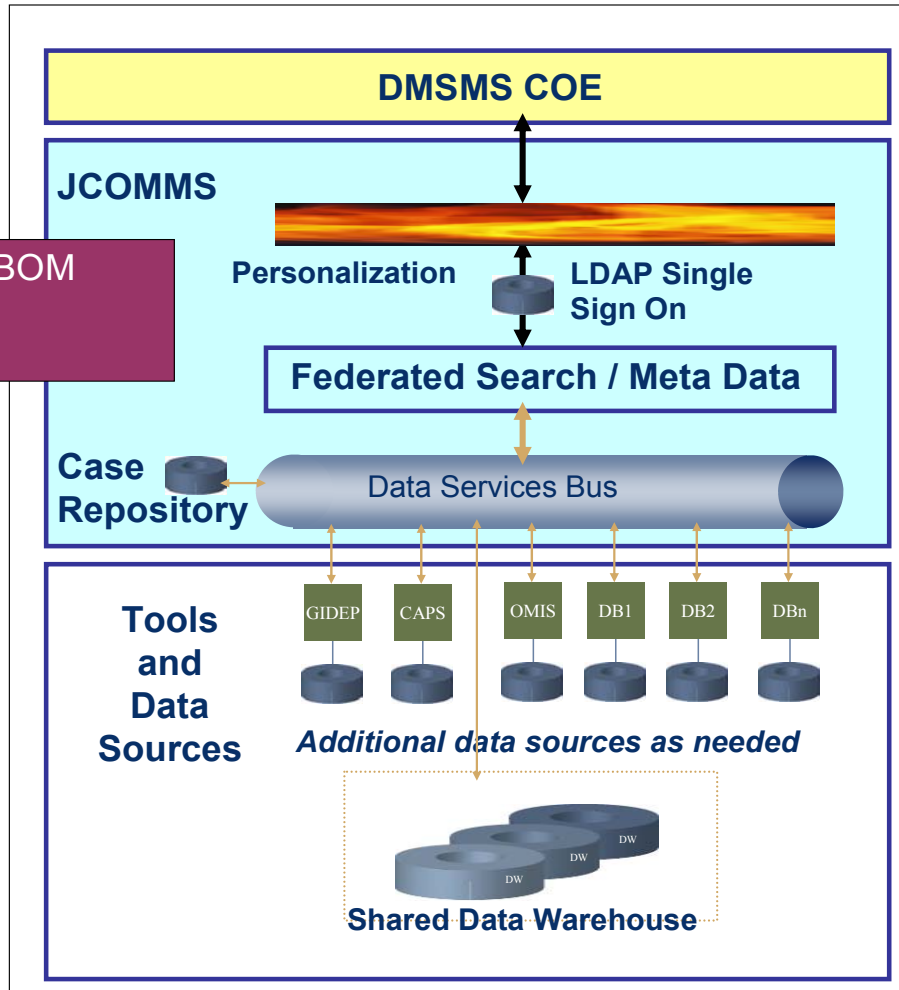 DMSMS COE
JCOMMS
BOM
Personalization
LDAP Single
Sign On
Federated Search / Meta Data
Case
Repository
Data Services Bus
Tools
and
Data
Sources
GIDEP
CAPS
OMIS
DB1
DB2
DBn
Additional data sources as needed
DW
DW
DW
Shared Data Warehouse